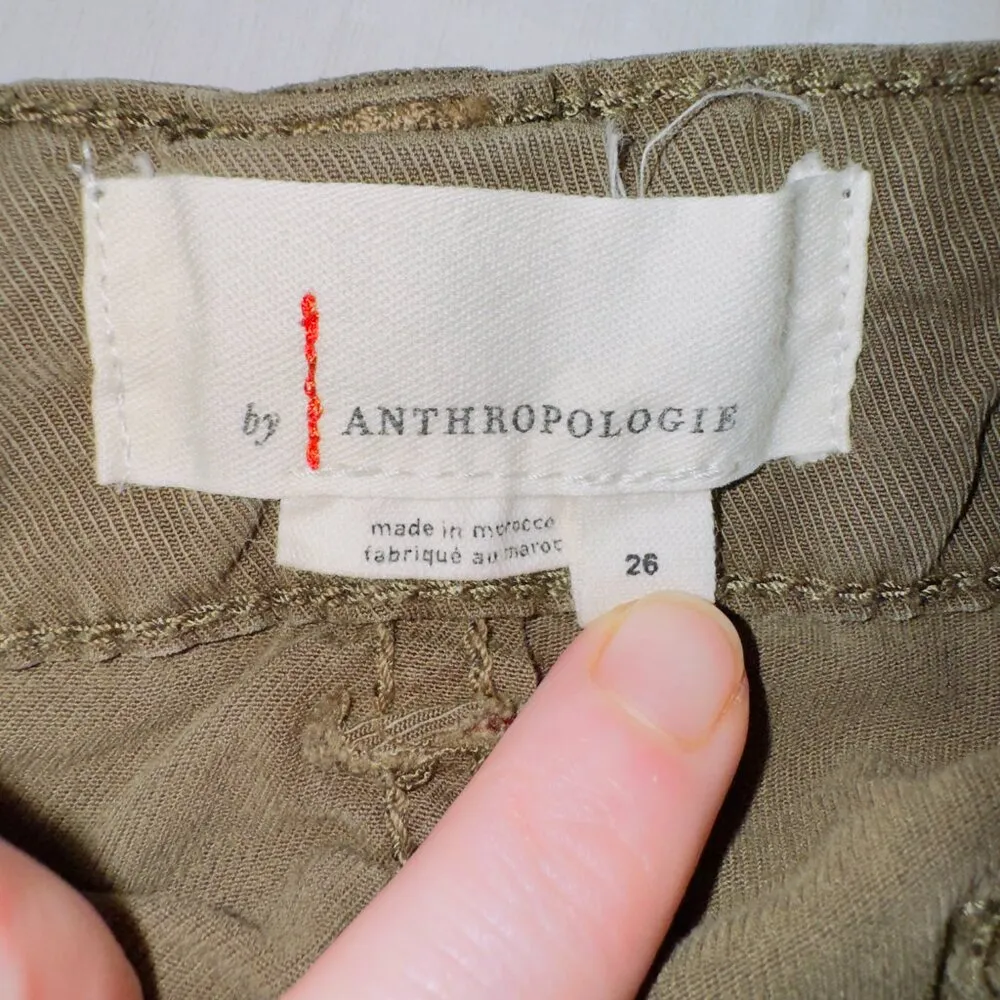 by ANTHROPOLOGIE
made in morocco
fabriqué au maroc
26